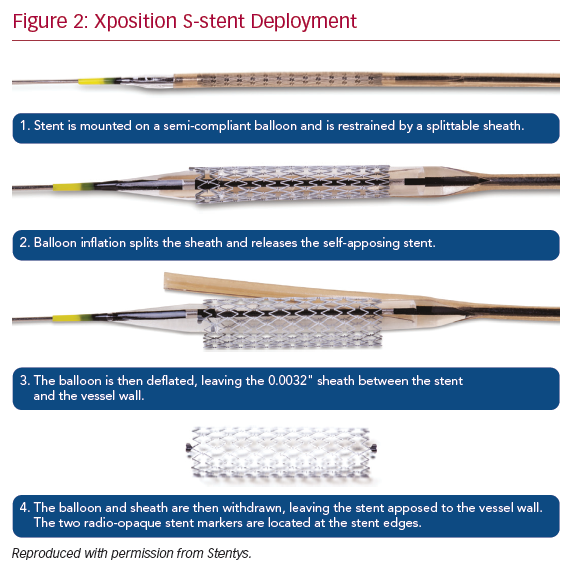 Figure 2: Xposition S-stent Deployment
1. Stent is mounted on a semi-compliant balloon and is restrained by a splittable sheath.
2. Balloon inflation splits the sheath and releases the self-apposing stent.
3. The balloon is then deflated, leaving the 0.0032" sheath between the stent
and the vessel wall.
4. The balloon and sheath are then withdrawn, leaving the stent apposed to the vessel wall.
The two radio-opaque stent markers are located at the stent edges.
Reproduced with permission from Stentys.